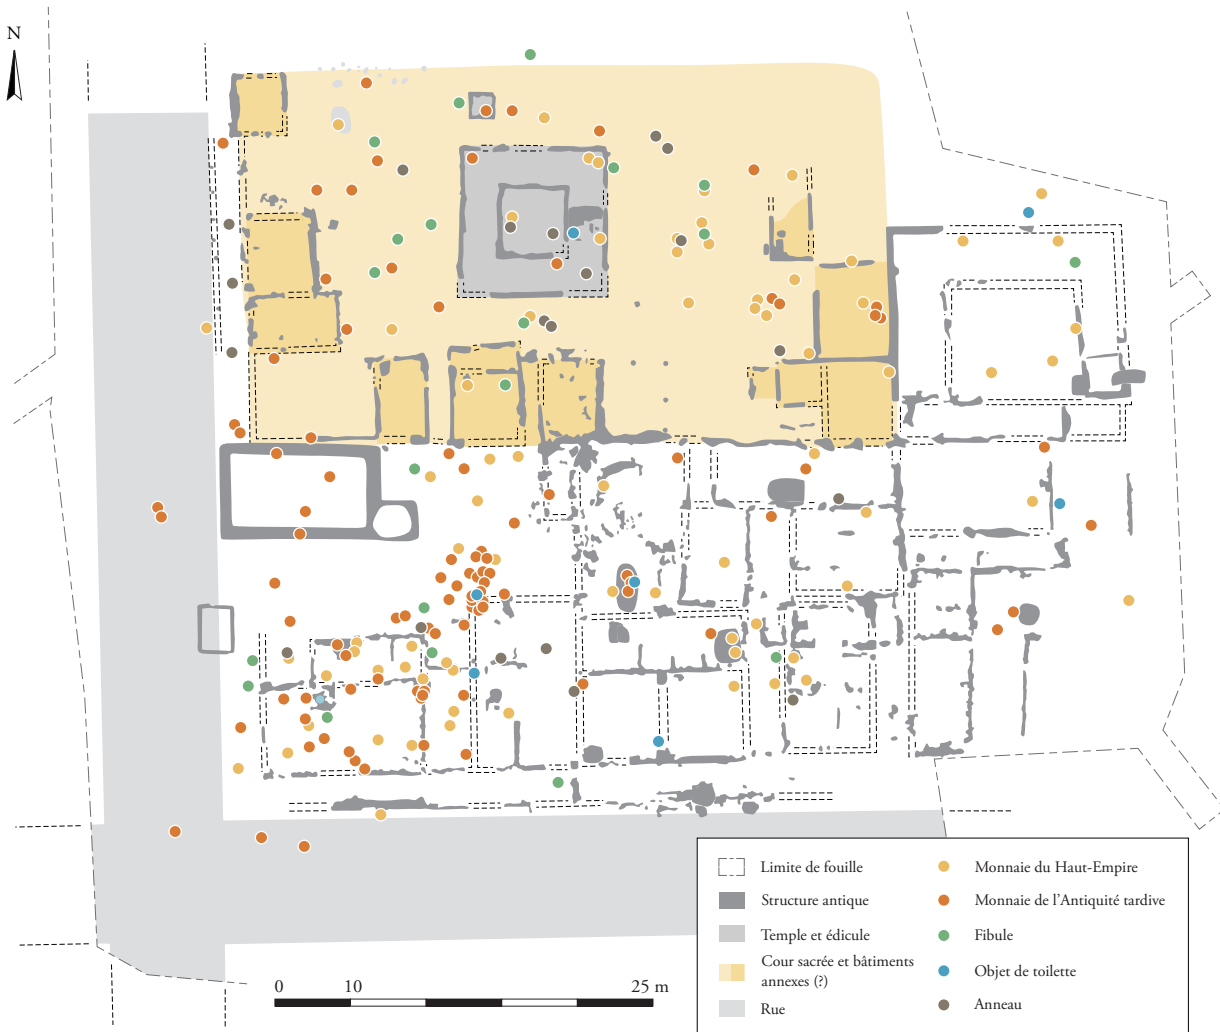 N
0 10 25 m
Limite de fouille
Structure antique
Temple et édicule
Cour sacrée et bâtiments
annexes (?)
Rue
Monnaie du Haut-Empire
Monnaie de l’Antiquité tardive
Fibule
Objet de toilette
Anneau